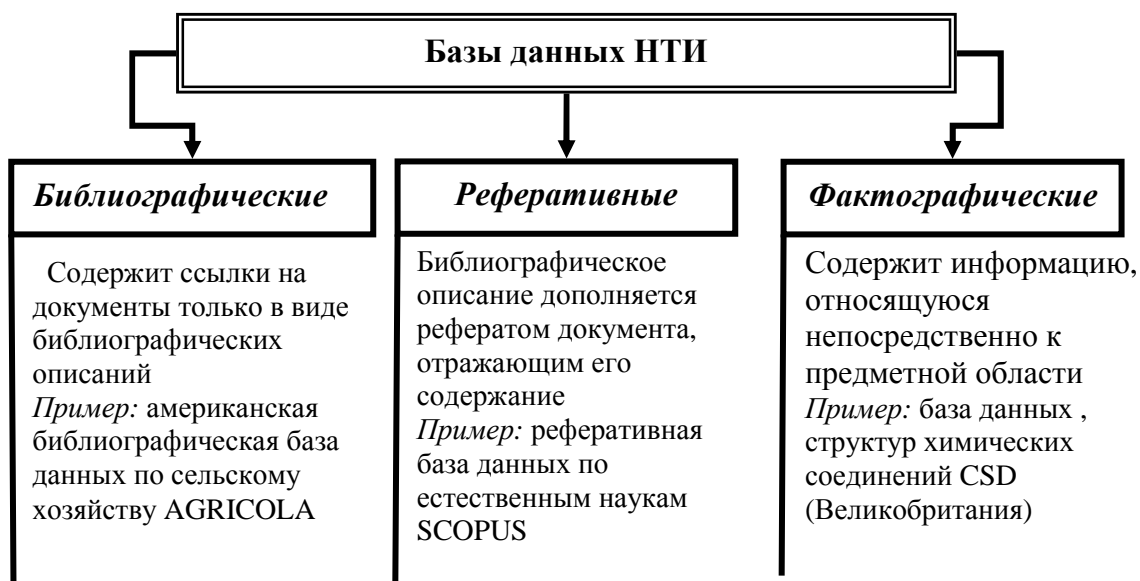 Базы данных НТИ
Библиографические
Содержит ссылки на
документы только в виде
библиографических
описаний
Пример: американская
библиографическая база
данных по сельскому
хозяйству AGRICOLA
Реферативные
Библиографическое
описание дополняется
рефератом документа,
отражающим его
содержание
Пример: реферативная
база данных по
естественным наукам
SCOPUS
Фактографические
Содержит информацию,
относящуюся
непосредственно к
предметной области
Пример: база данных ,
структур химических
соединений CSD
(Великобритания)